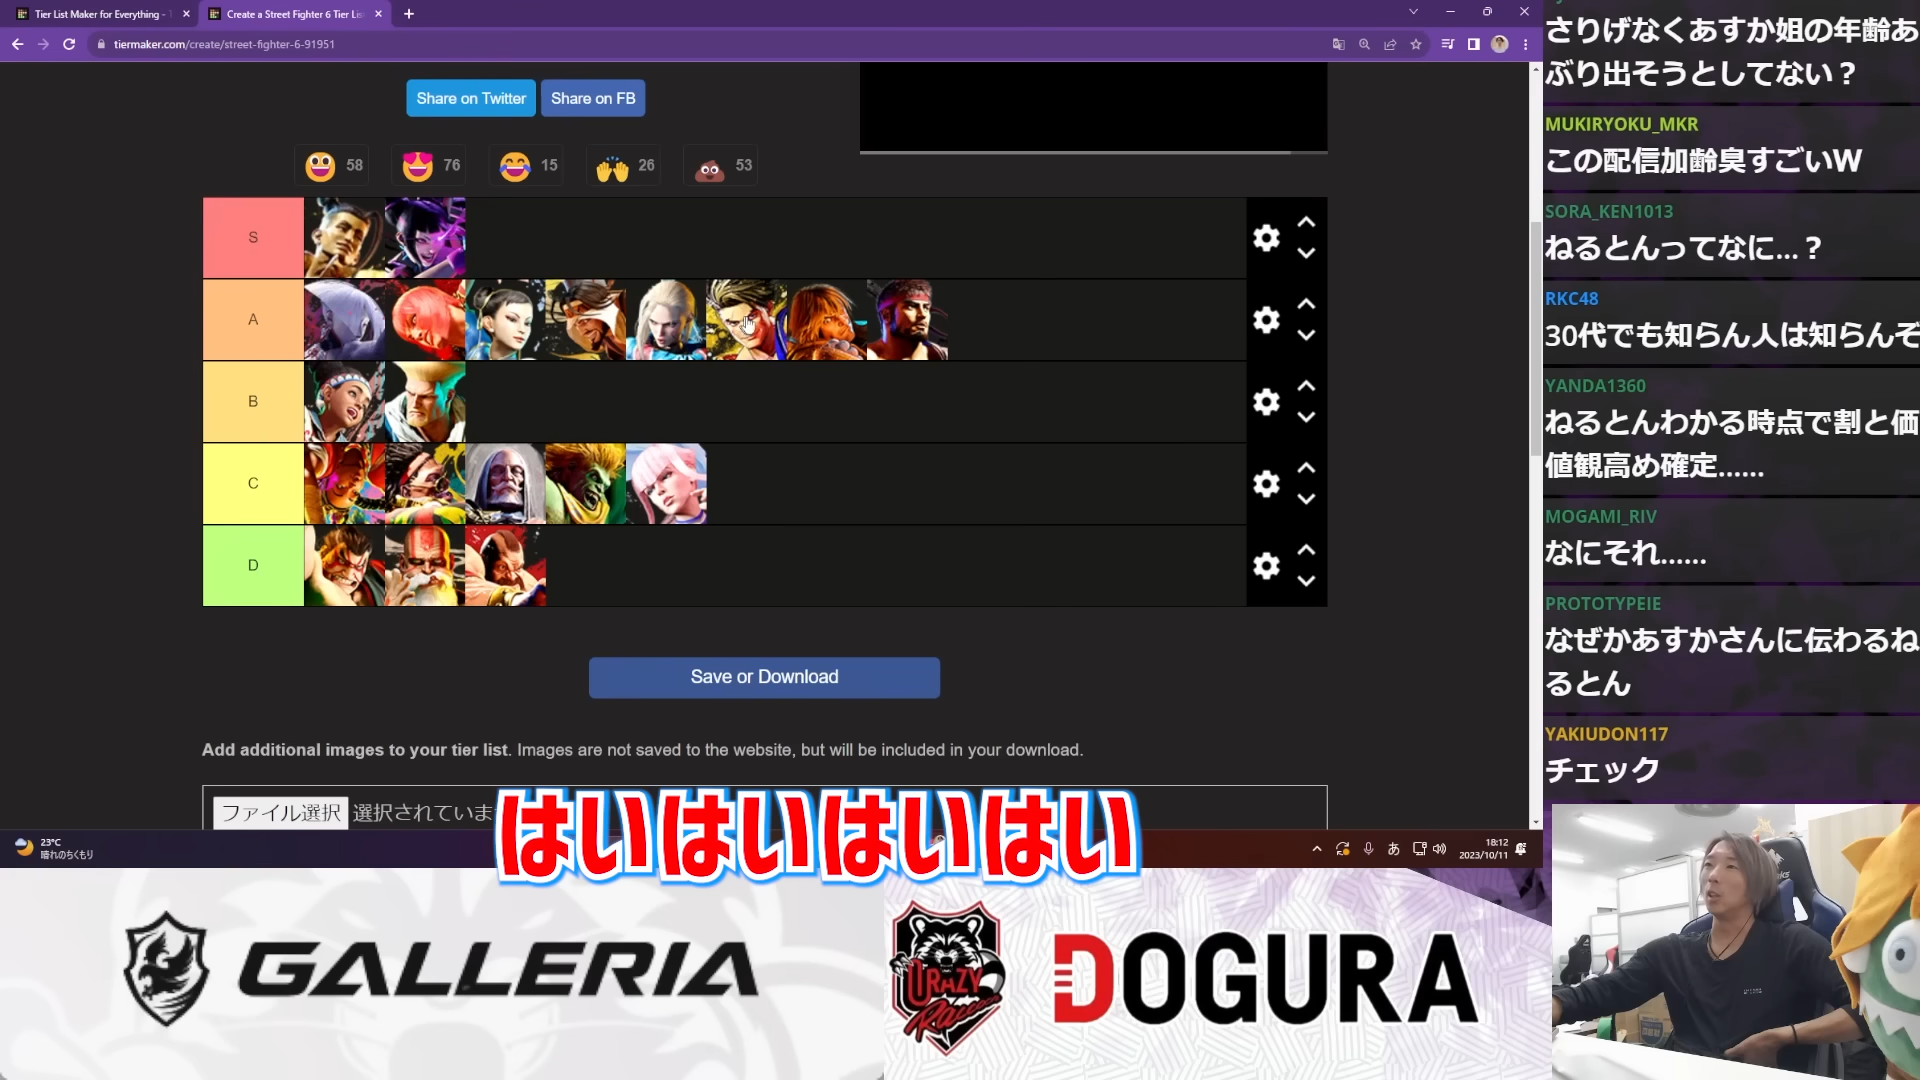 Tier List Maker for Everything -
Create a Street Fighter 6 Tier Lis
tiermaker.com/create/street-fighter-6-91951
Share on Twitter
Share on FB
58
76
15
26
53
S
A
B
C
D
Save or Download
Add additional images to your tier list. Images are not saved to the website, but will be included in your download.
ファイル選択 選択されていま
はいはいはいはい
23°C
晴れのちくもり
あ
18:12
2023/10/11
GALLERIA
CRAZY
Raccoon
DOGURA
さりげなくあすか姐の年齢あ
ぶり出そうとしてない？
MUKIRYOKU_MKR
この配信加齢臭すごいW
SORA_KEN1013
ねるとんってなに...？
RKC48
30代でも知らん人は知らんぞ
YANDA1360
ねるとんわかる時点で割と価
値観高め確定......
MOGAMI_RIV
なにそれ......
PROTOTYPEIE
なぜかあすかさんに伝わるね
るとん
YAKIUDON117
チェック